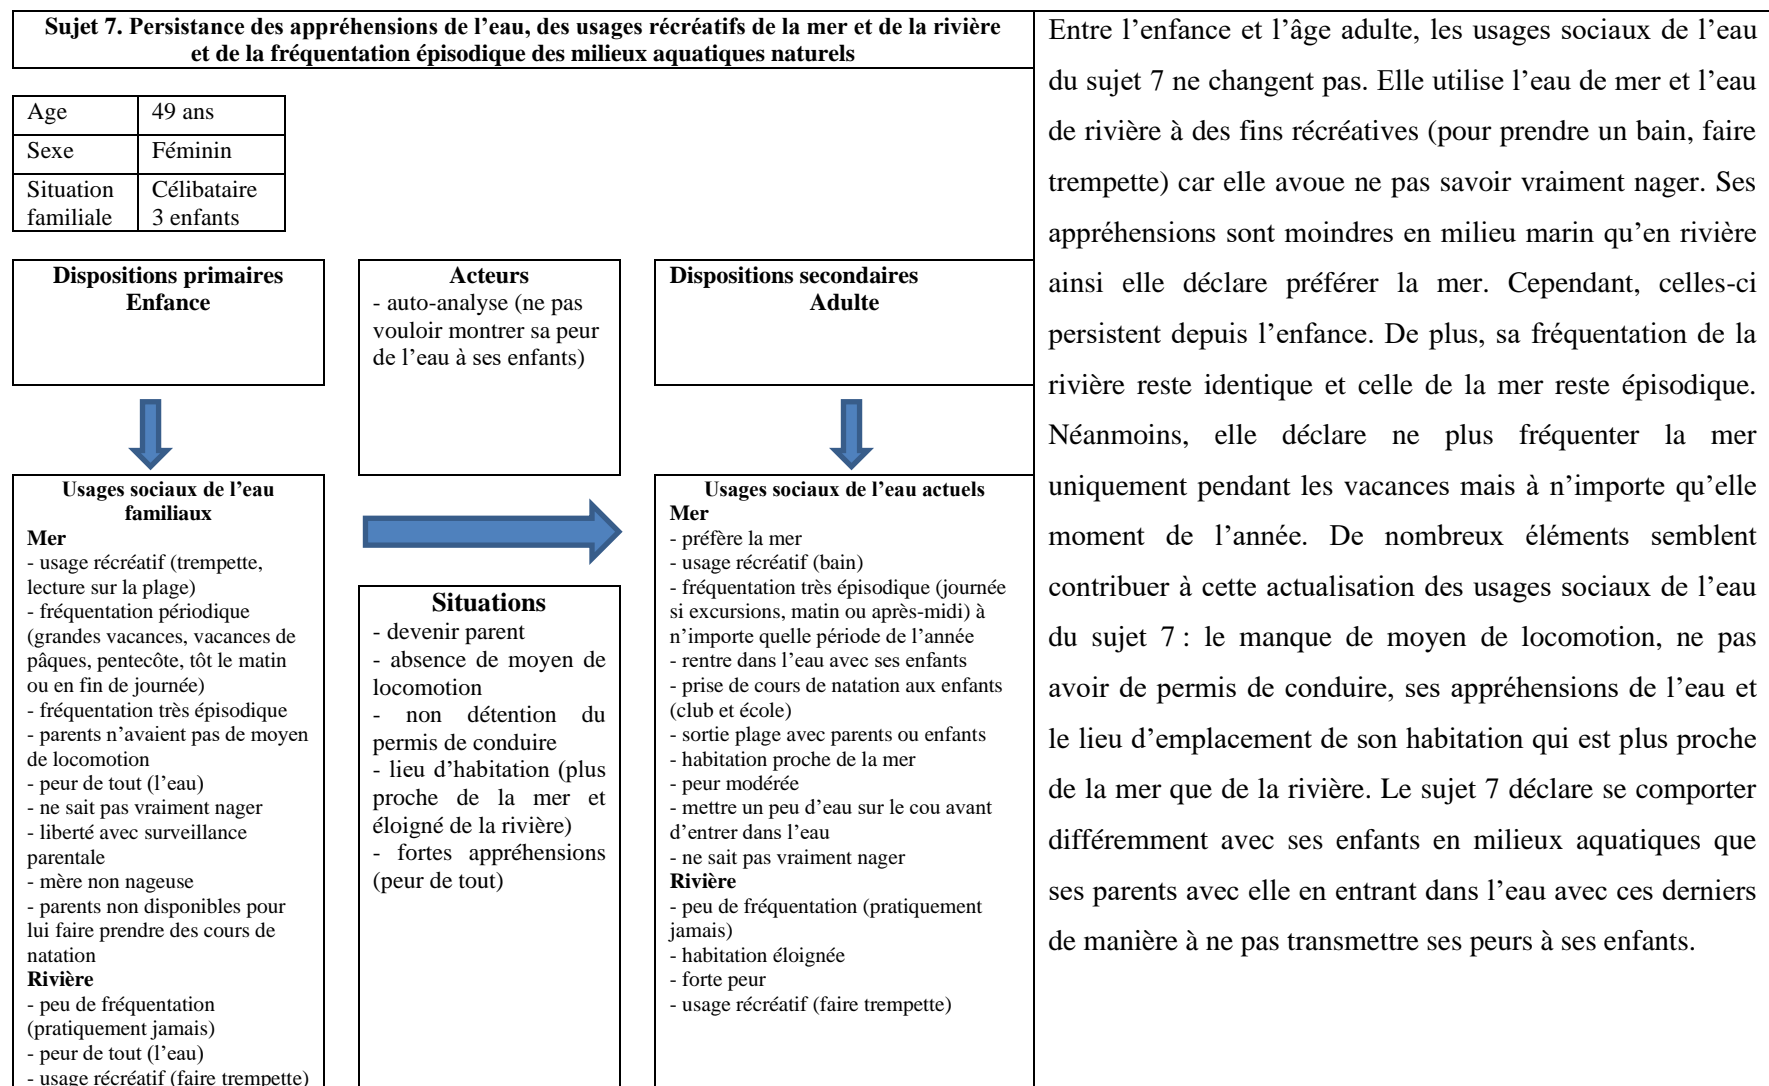 Sujet 7. Persistance des appréhensions de l’eau, des usages récréatifs de la mer et de la rivière
et de la fréquentation épisodique des milieux aquatiques naturels
Age 49 ans
Sexe Féminin
Situation Célibataire
familiale 3 enfants
Dispositions primaires
Enfance
Acteurs
- auto-analyse (ne pas
vouloir montrer sa peur
de l’eau à ses enfants)
Dispositions secondaires
Adulte
Usages sociaux de l’eau
familiaux
Mer
- usage récréatif (trempette,
lecture sur la plage)
- fréquentation périodique
(grandes vacances, vacances de
pâques, pentecôte, tôt le matin
ou en fin de journée)
- fréquentation très épisodique
- parents n’avaient pas de moyen
de locomotion
- peur de tout (l’eau)
- ne sait pas vraiment nager
- liberté avec surveillance
parentale
- mère non nageuse
- parents non disponibles pour
lui faire prendre des cours de
natation
Rivière
- peu de fréquentation
(pratiquement jamais)
- peur de tout (l’eau)
- usage récréatif (faire trempette)
Situations
- devenir parent
- absence de moyen de
locomotion
- non détention du
permis de conduire
- lieu d’habitation (plus
proche de la mer et
éloigné de la rivière)
- fortes appréhensions
(peur de tout)
Usages sociaux de l’eau actuels
Mer
- préfère la mer
- usage récréatif (bain)
- fréquentation très épisodique (journée
si excursions, matin ou après-midi) à
n’importe quelle période de l’année
- rentre dans l’eau avec ses enfants
- prise de cours de natation aux enfants
(club et école)
- sortie plage avec parents ou enfants
- habitation proche de la mer
- peur modérée
- mettre un peu d’eau sur le cou avant
d’entrer dans l’eau
- ne sait pas vraiment nager
Rivière
- peu de fréquentation (pratiquement
jamais)
- habitation éloignée
- forte peur
- usage récréatif (faire trempette)
Entre l’enfance et l’âge adulte, les usages sociaux de l’eau
du sujet 7 ne changent pas. Elle utilise l’eau de mer et l’eau
de rivière à des fins récréatives (pour prendre un bain, faire
trempette) car elle avoue ne pas savoir vraiment nager. Ses
appréhensions sont moindres en milieu marin qu’en rivière
ainsi elle déclare préférer la mer. Cependant, celles-ci
persistent depuis l’enfance. De plus, sa fréquentation de la
rivière reste identique et celle de la mer reste épisodique.
Néanmoins, elle déclare ne plus fréquenter la mer
uniquement pendant les vacances mais à n’importe qu’elle
moment de l’année. De nombreux éléments semblent
contribuer à cette actualisation des usages sociaux de l’eau
du sujet 7 : le manque de moyen de locomotion, ne pas
avoir de permis de conduire, ses appréhensions de l’eau et
le lieu d’emplacement de son habitation qui est plus proche
de la mer que de la rivière. Le sujet 7 déclare se comporter
différemment avec ses enfants en milieux aquatiques que
ses parents avec elle en entrant dans l’eau avec ces derniers
de manière à ne pas transmettre ses peurs à ses enfants.